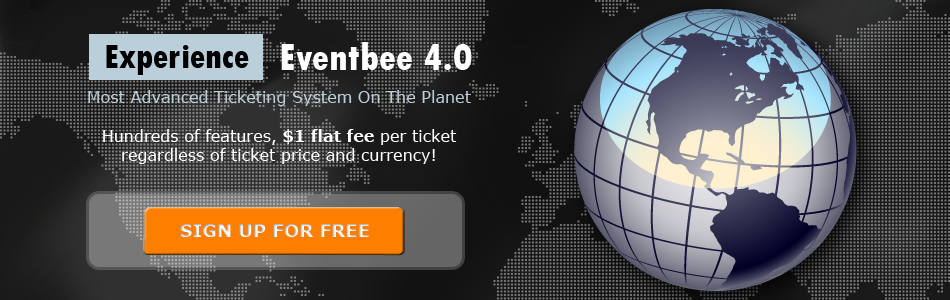 Experience Eventbee 4.0
Most Advanced Ticketing System On The Planet
Hundreds of features, $1 flat fee per ticket
regardless of ticket price and currency!
SIGN UP FOR FREE